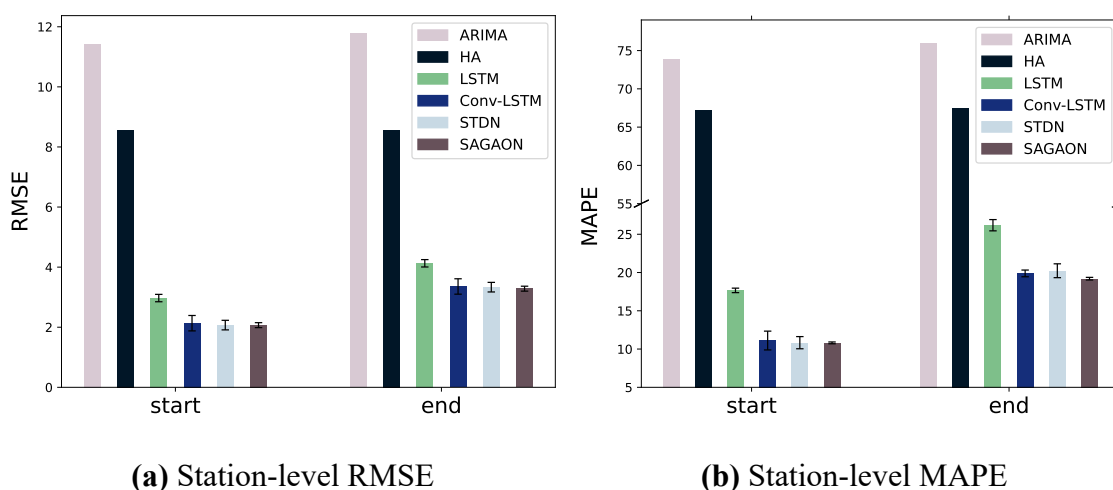 12
10
8
6
4
2
0
RMSE
ARIMA
HA
LSTM
Conv-LSTM
STDN
SAGAON
start
end
(a) Station-level RMSE
75
70
65
60
55
25
20
15
10
5
MAPE
ARIMA
HA
LSTM
Conv-LSTM
STDN
SAGAON
start
end
(b) Station-level MAPE